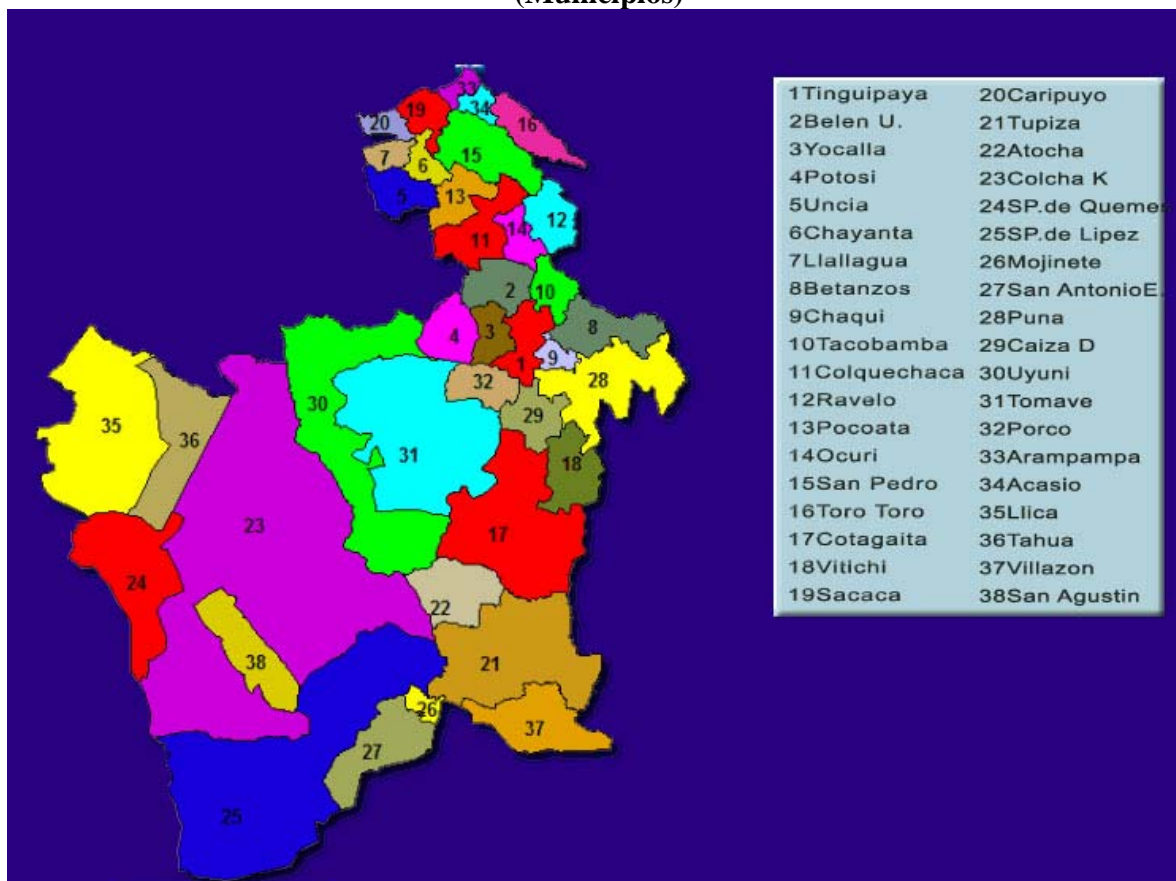 (Municipios)
33
19
34
20
16
7
6
15
5
13
12
14
11
2
10
4
3
8
1
9
32
28
35
30
29
36
31
18
23
17
24
22
38
21
26
37
27
25
1Tinguipaya
2Belen U.
3Yocalla
4Potosi
5Uncia
6Chayanta
7Llallagua
8Betanzos
9Chaqui
10Tacobamba
11Colquechaca
12Ravelo
13Pocoata
14Ocuri
15San Pedro
16Toro Toro
17Cotagaita
18Vitichi
19Sacaca
20Caripuyo
21Tupiza
22Atocha
23Colcha K
24SP.de Quemes
25SP.de Lipez
26Mojinete
27San AntonioE.
28Puna
29Caiza D
30Uyuni
31Tomave
32Porco
33Arampampa
34Acasio
35Llica
36Tahua
37Villazon
38San Agustin